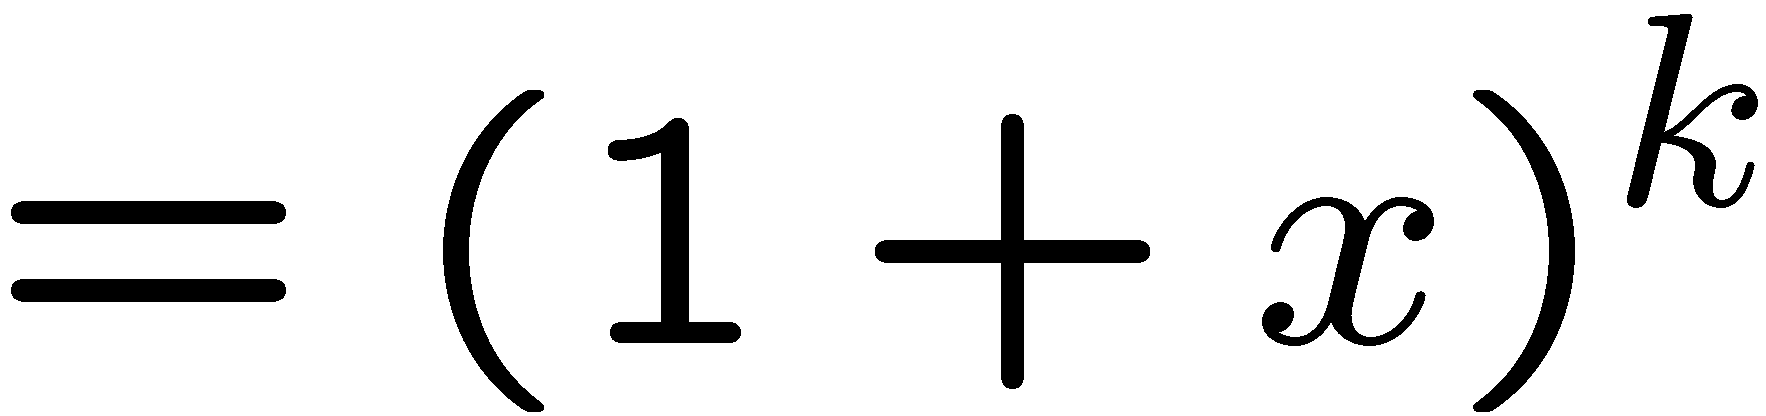 = (1 + x)^k